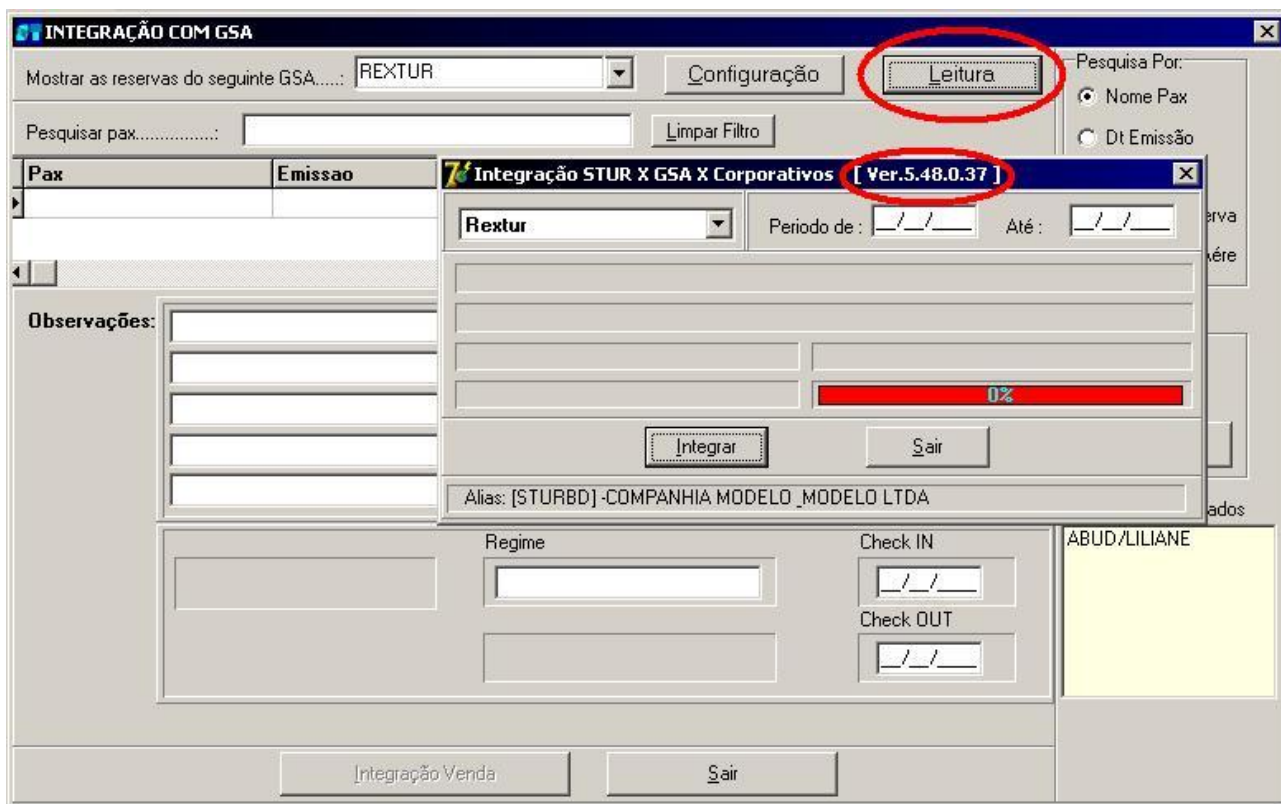 INTEGRAÇÃO COM GSA
Mostrar as reservas do seguinte GSA.....: REXTUR
Configuração
Leitura
Pesquisa Por:
Nome Pax
Dt Emissão
Pesquisar pax................:
Limpar Filtro
Pax Emissao
Integração STUR X GSA X Corporativos [ Ver.5.48.0.37 ]
Rextur
Periodo de : __/__/____ Até : __/__/____
0%
Integrar
Sair
Alias: [STURBD] -COMPANHIA MODELO _MODELO LTDA
Observações:
Regime
Check IN
__/__/____
Check OUT
__/__/____
ABUD/LILIANE
Integração Venda
Sair